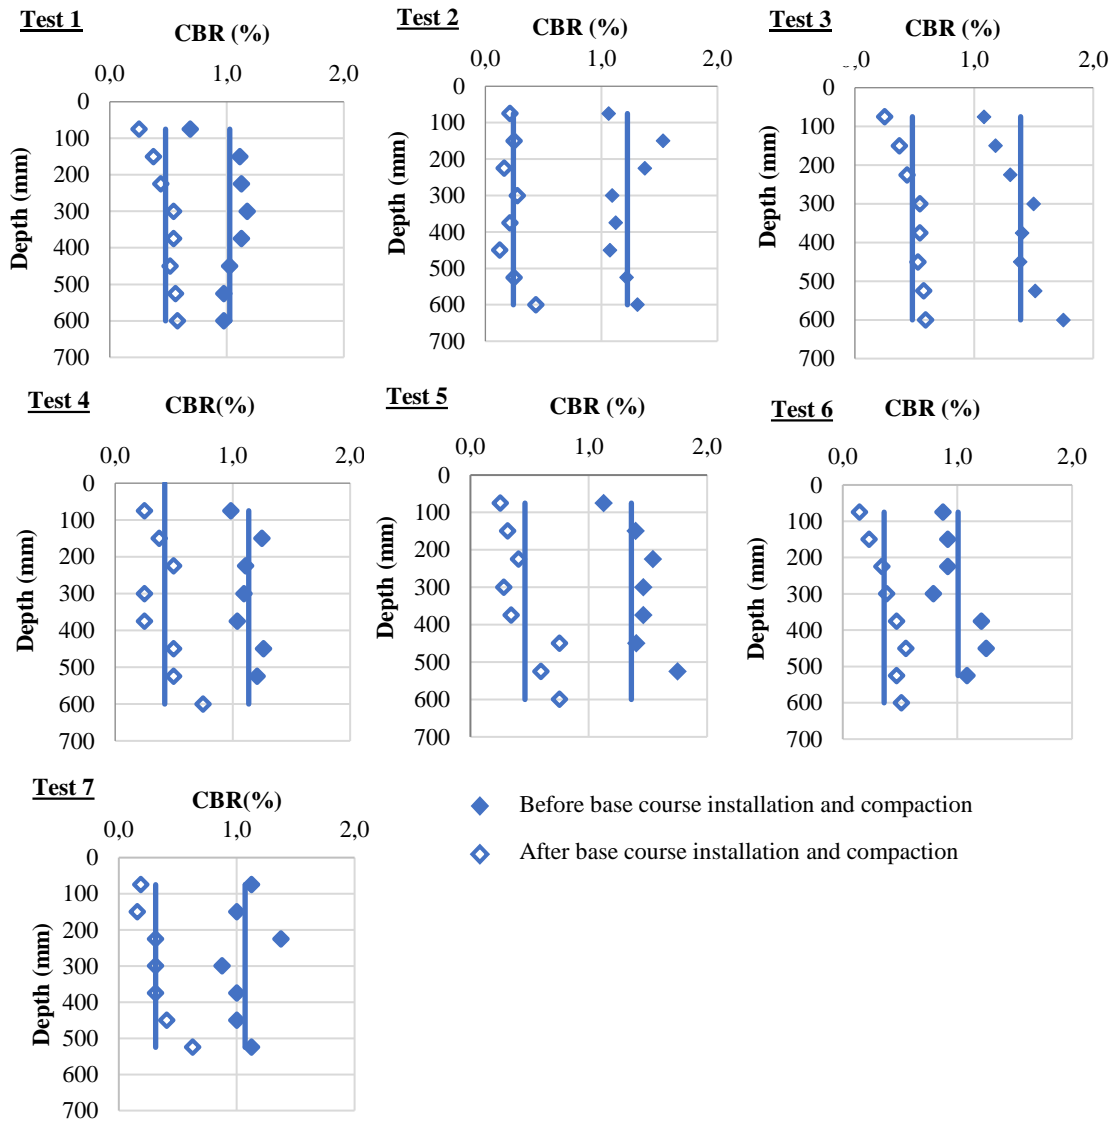 Test 1
CBR (%)
0,0 1,0 2,0
0
100
200
300
400
500
600
700
Depth (mm)
Test 2
CBR (%)
0,0 1,0 2,0
0
100
200
300
400
500
600
700
Depth (mm)
Test 3
CBR (%)
0,0 1,0 2,0
0
100
200
300
400
500
600
700
Depth (mm)
Test 4
CBR(%)
0,0 1,0 2,0
0
100
200
300
400
500
600
700
Depth (mm)
Test 5
CBR (%)
0,0 1,0 2,0
0
100
200
300
400
500
600
700
Depth (mm)
Test 6
CBR (%)
0,0 1,0 2,0
0
100
200
300
400
500
600
700
Depth (mm)
Test 7
CBR(%)
0,0 1,0 2,0
0
100
200
300
400
500
600
700
Depth (mm)
Before base course installation and compaction
After base course installation and compaction